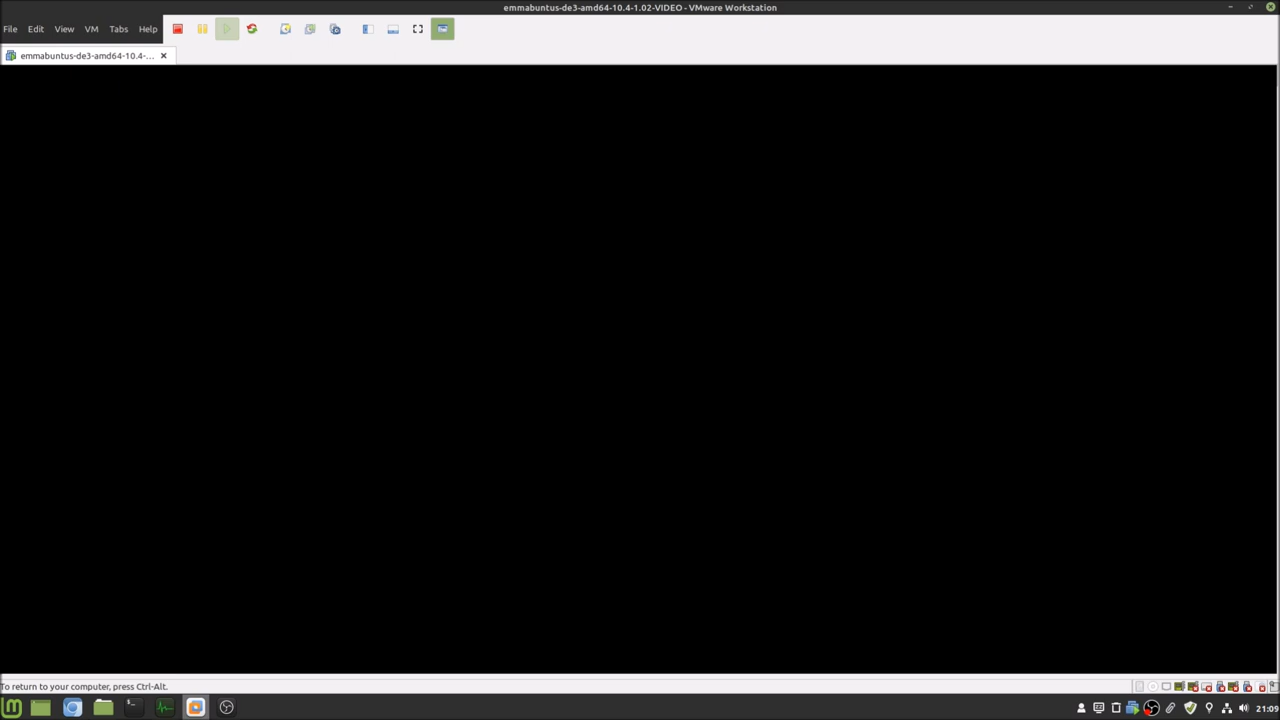 emmabuntus-de3-amd64-10.4-1.02-VIDEO - VMware Workstation
File Edit View VM Tabs Help
emmabuntus-de3-amd64-10.4-...
To return to your computer, press Ctrl-Alt.
21:09